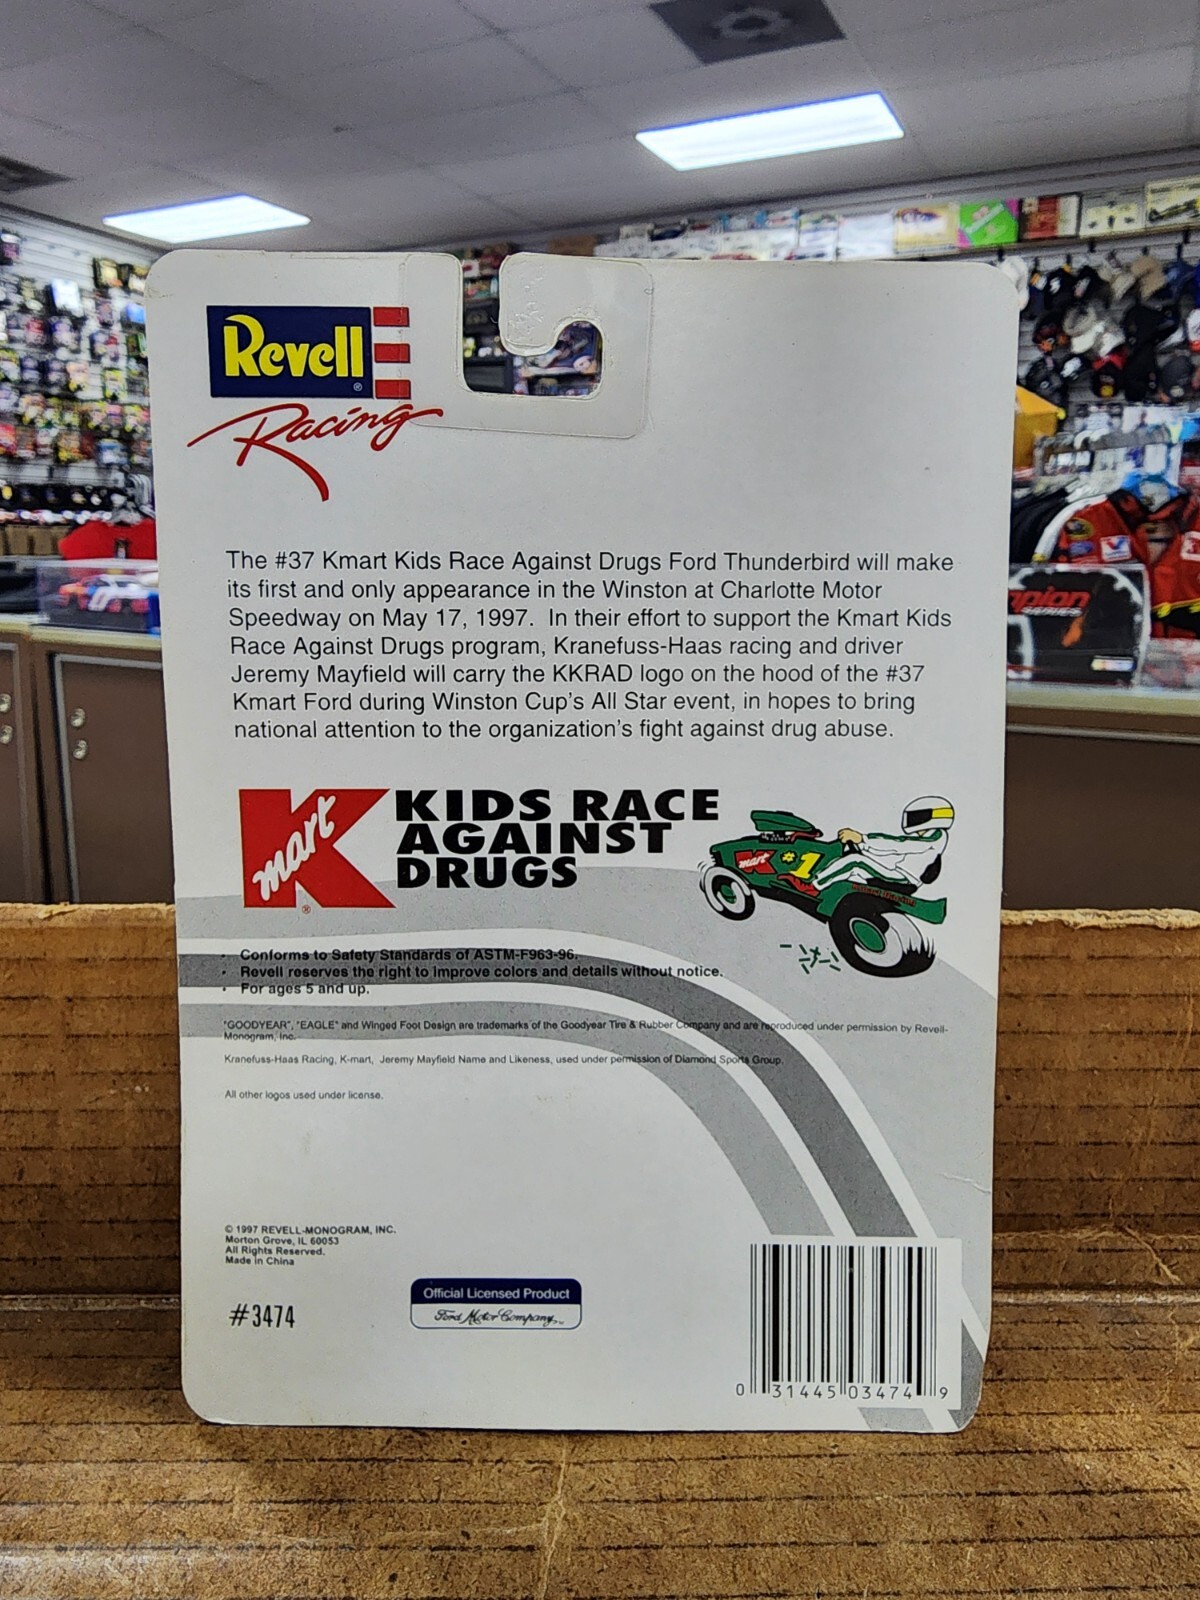 Revell®
Racing
The #37 Kmart Kids Race Against Drugs Ford Thunderbird will make
its first and only appearance in the Winston at Charlotte Motor
Speedway on May 17, 1997. In their effort to support the Kmart Kids
Race Against Drugs program, Kranefuss-Haas racing and driver
Jeremy Mayfield will carry the KKRAD logo on the hood of the #37
Kmart Ford during Winston Cup's All Star event, in hopes to bring
national attention to the organization's fight against drug abuse.
Kmart®
KIDS RACE
AGAINST
DRUGS
mart #1
• Conforms to Safety Standards of ASTM-F963-96.
• Revell reserves the right to improve colors and details without notice.
• For ages 5 and up.
"GOODYEAR", "EAGLE" and Winged Foot Design are trademarks of the Goodyear Tire & Rubber Company and are reproduced under permission by Revell-
Monogram, Inc.
Kranefuss-Haas Racing, K-mart, Jeremy Mayfield Name and Likeness, used under permission of Diamond Sports Group.
All other logos used under license.
© 1997 REVELL-MONOGRAM, INC.
Morton Grove, IL 60053
All Rights Reserved.
Made in China
#3474
Official Licensed Product
Ford Motor Company™
0 31445 03474 9